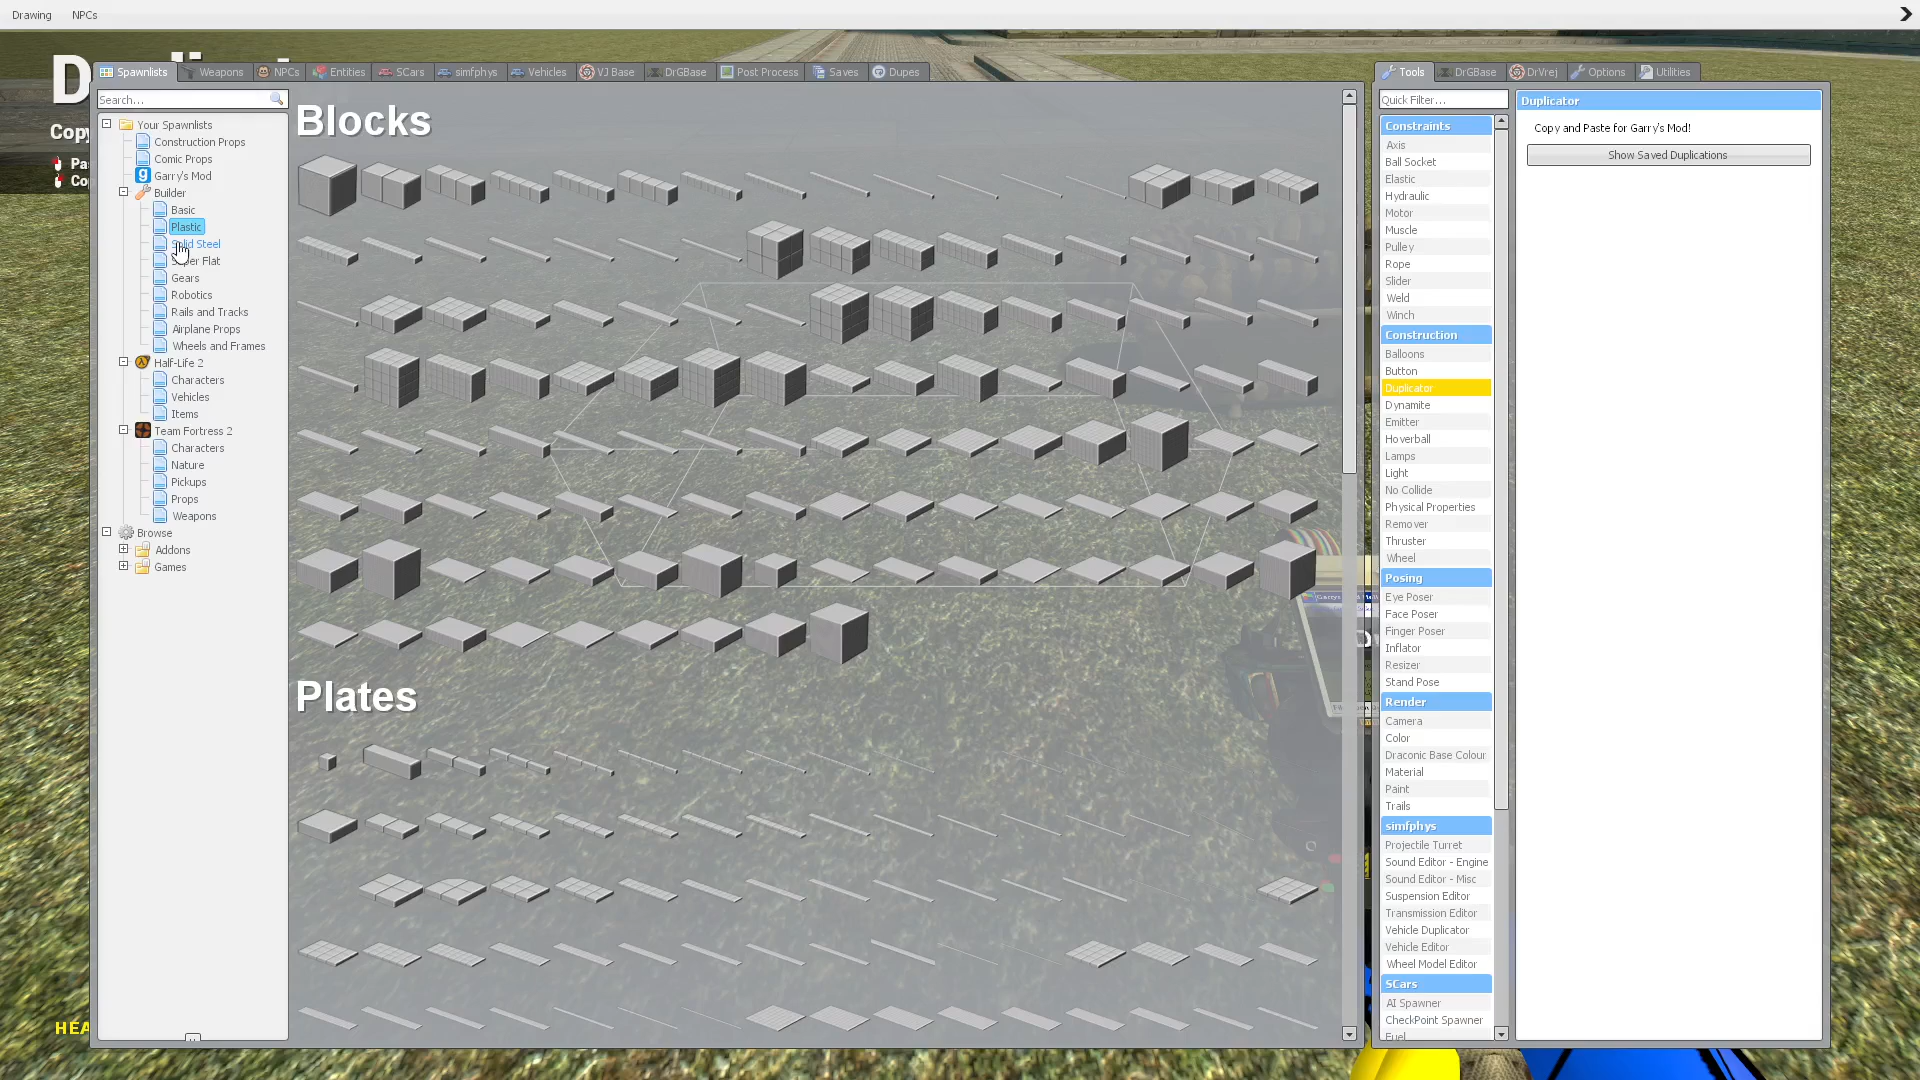 Drawing NPCs
Spawnlists Weapons NPCs Entities SCars simfphys Vehicles VJ Base DrGBase Post Process Saves Dupes
Tools DrGBase DrVrej Options Utilities
Copy
Pa
Co
HEA
Search...
Your Spawnlists
Construction Props
Comic Props
Garry's Mod
Builder
Basic
Plastic
Solid Steel
Super Flat
Gears
Robotics
Rails and Tracks
Airplane Props
Wheels and Frames
Half-Life 2
Characters
Vehicles
Items
Team Fortress 2
Characters
Nature
Pickups
Props
Weapons
Browse
Addons
Games
Blocks
Plates
Quick Filter...
Constraints
Axis
Ball Socket
Elastic
Hydraulic
Motor
Muscle
Pulley
Rope
Slider
Weld
Winch
Construction
Balloons
Button
Duplicator
Dynamite
Emitter
Hoverball
Lamps
Light
No Collide
Physical Properties
Remover
Thruster
Wheel
Posing
Eye Poser
Face Poser
Finger Poser
Inflator
Resizer
Stand Pose
Render
Camera
Color
Draconic Base Colour
Material
Paint
Trails
simfphys
Projectile Turret
Sound Editor - Engine
Sound Editor - Misc
Suspension Editor
Transmission Editor
Vehicle Duplicator
Vehicle Editor
Wheel Model Editor
SCars
AI Spawner
CheckPoint Spawner
Fuel
Duplicator
Copy and Paste for Garry's Mod!
Show Saved Duplications